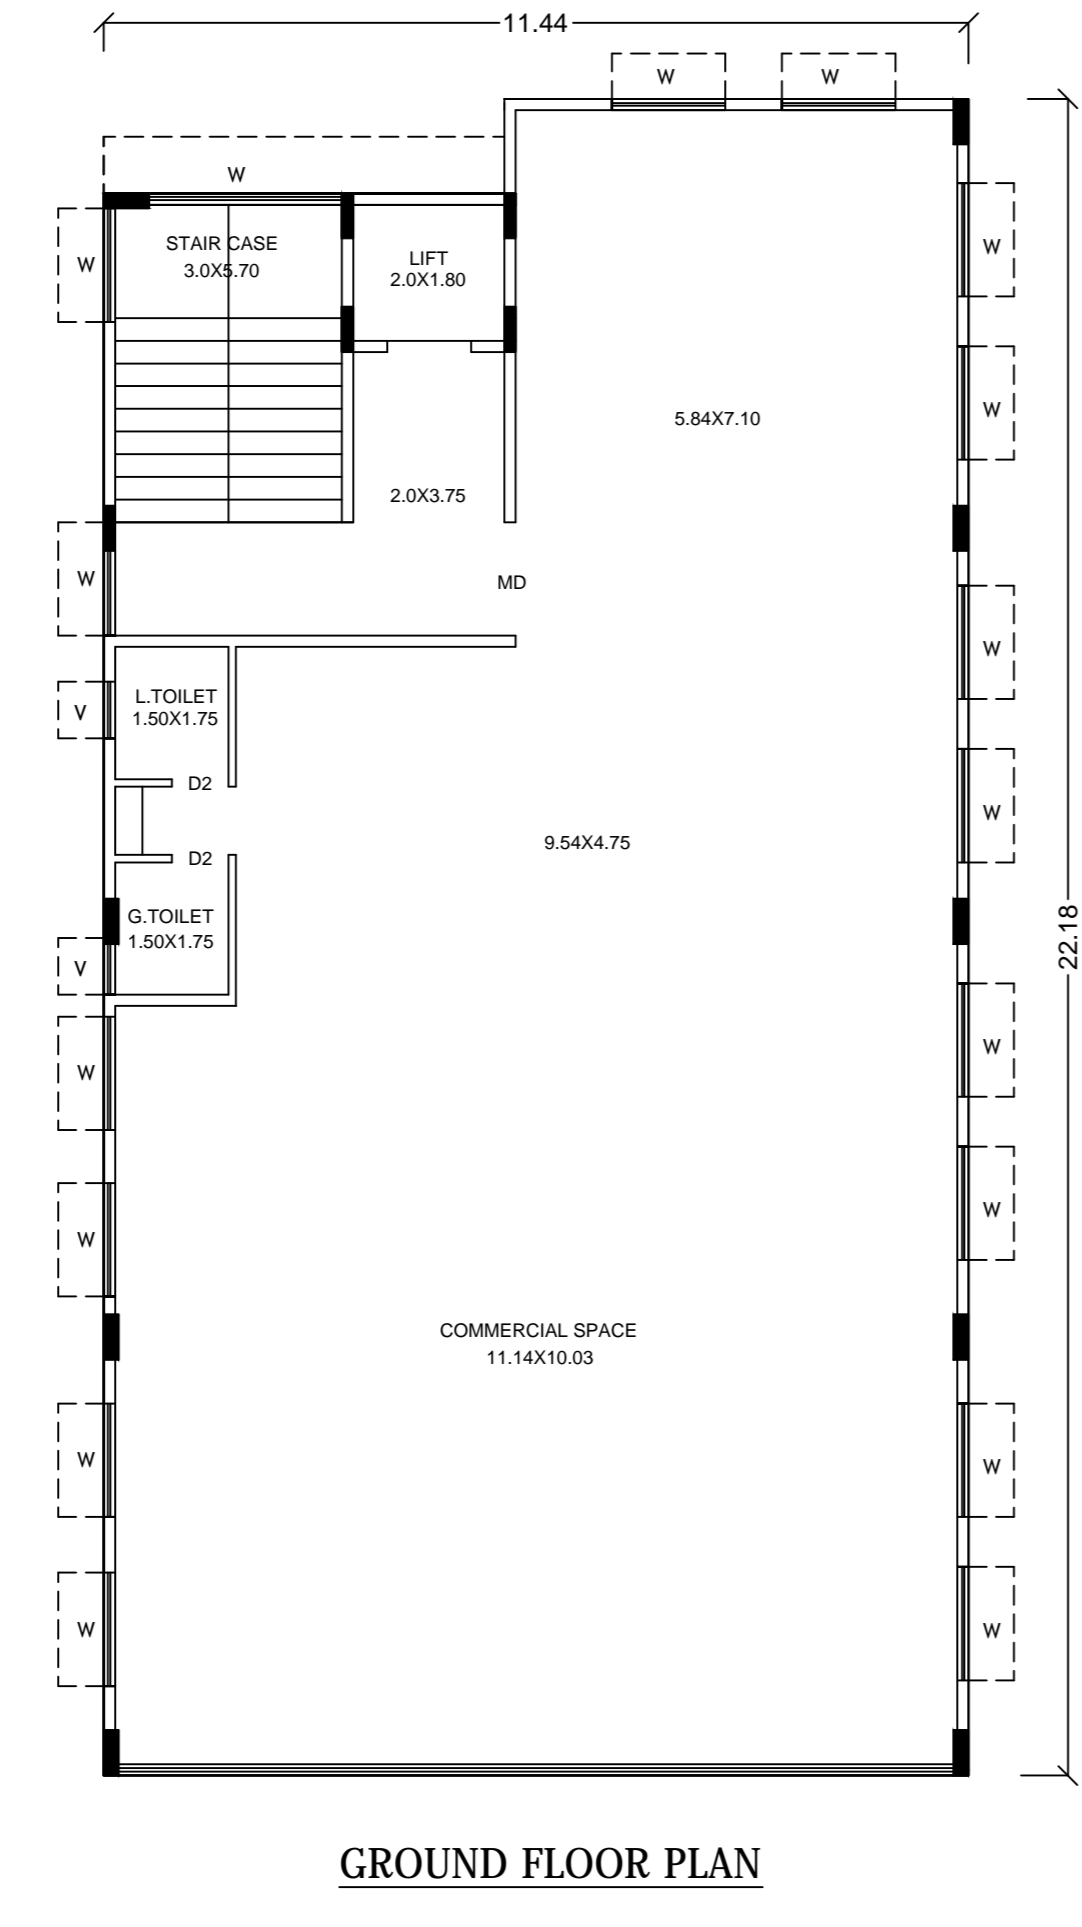 11.44
W
W
W
STAIR CASE
3.0X5.70
LIFT
2.0X1.80
W
W
5.84X7.10
W
2.0X3.75
W
MD
W
L.TOILET
1.50X1.75
V
D2
W
9.54X4.75
D2
G.TOILET
1.50X1.75
22.18
V
W
W
W
W
COMMERCIAL SPACE
11.14X10.03
W
W
W
W
GROUND FLOOR PLAN